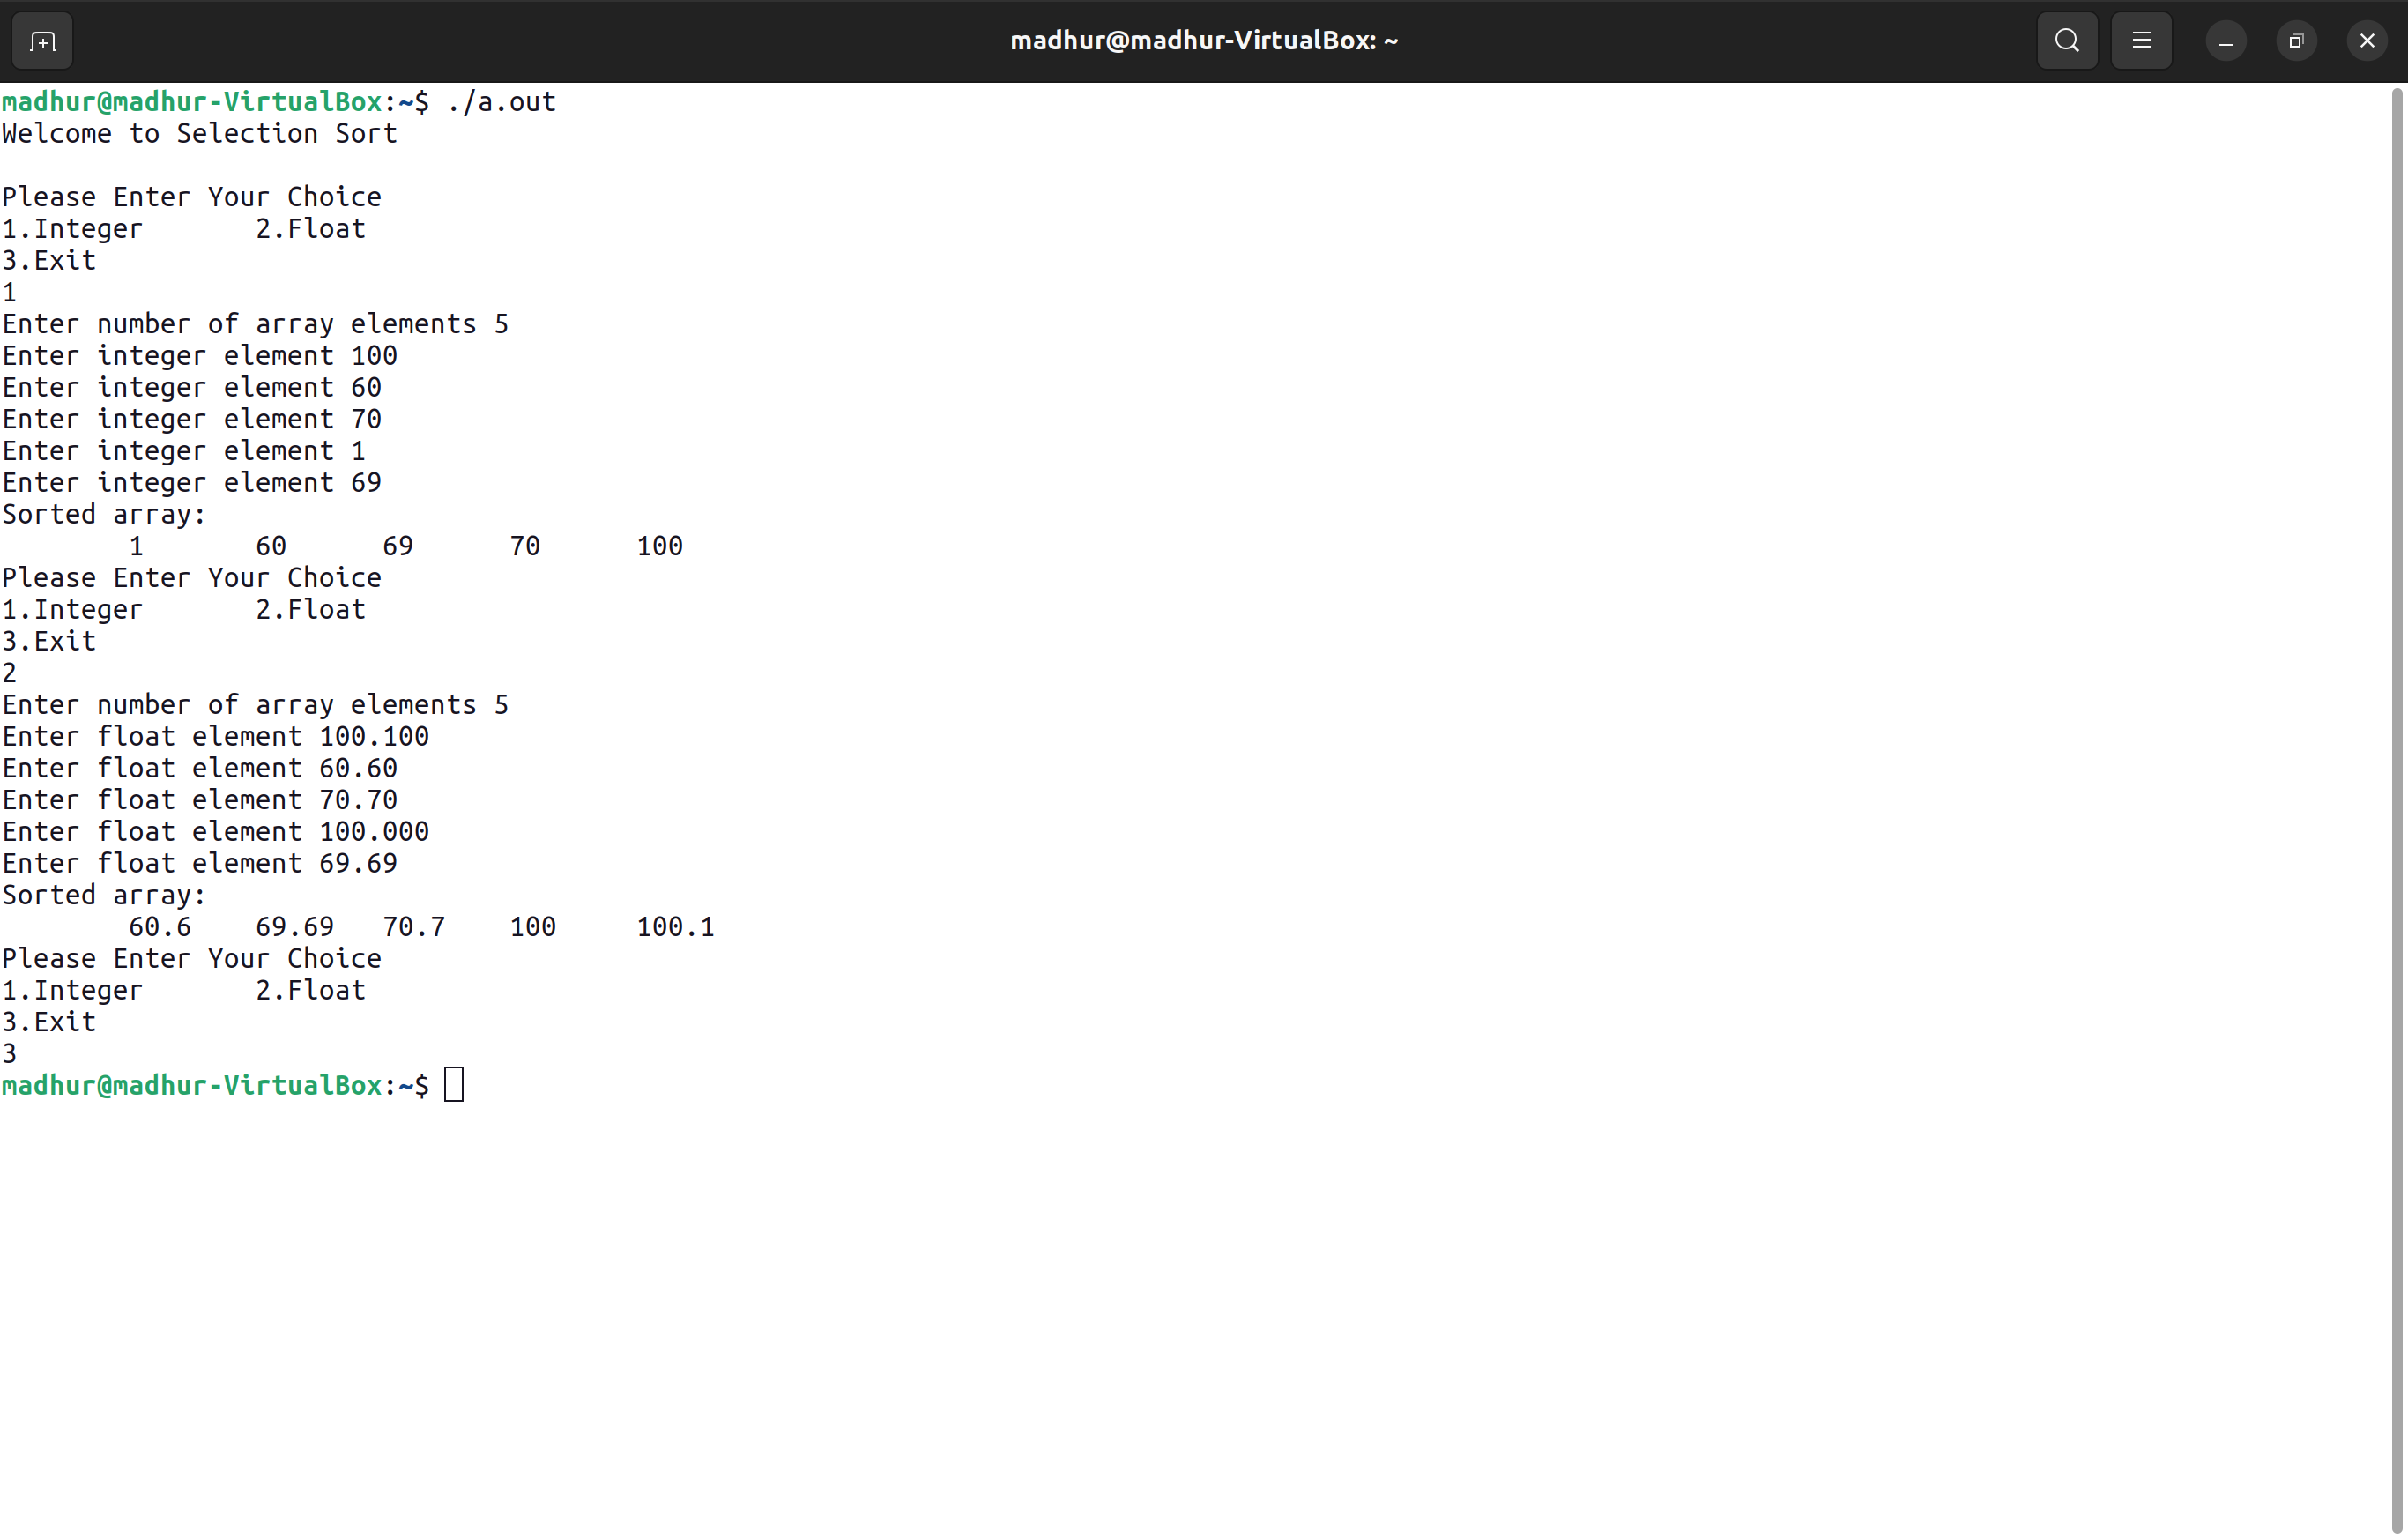 madhur@madhur-VirtualBox: ~
madhur@madhur-VirtualBox:~$ ./a.out
Welcome to Selection Sort

Please Enter Your Choice
1.Integer       2.Float
3.Exit
1
Enter number of array elements 5
Enter integer element 100
Enter integer element 60
Enter integer element 70
Enter integer element 1
Enter integer element 69
Sorted array:
        1       60      69      70      100
Please Enter Your Choice
1.Integer       2.Float
3.Exit
2
Enter number of array elements 5
Enter float element 100.100
Enter float element 60.60
Enter float element 70.70
Enter float element 100.000
Enter float element 69.69
Sorted array:
        60.6    69.69   70.7    100     100.1
Please Enter Your Choice
1.Integer       2.Float
3.Exit
3
madhur@madhur-VirtualBox:~$